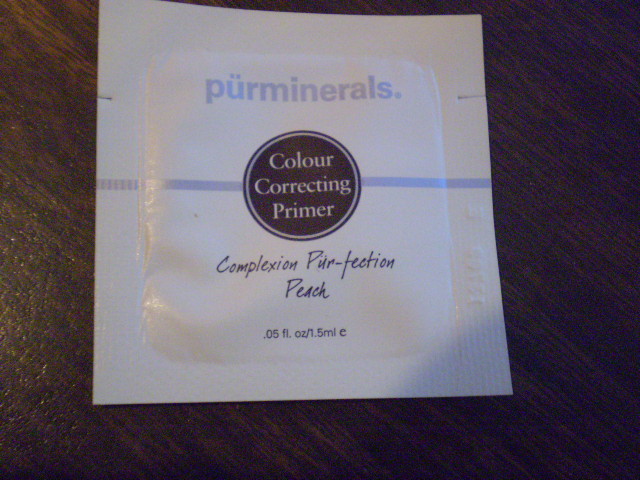 pürminerals.
Colour
Correcting
Primer
Complexion Pür-fection
Peach
.05 fl. oz/1.5ml e